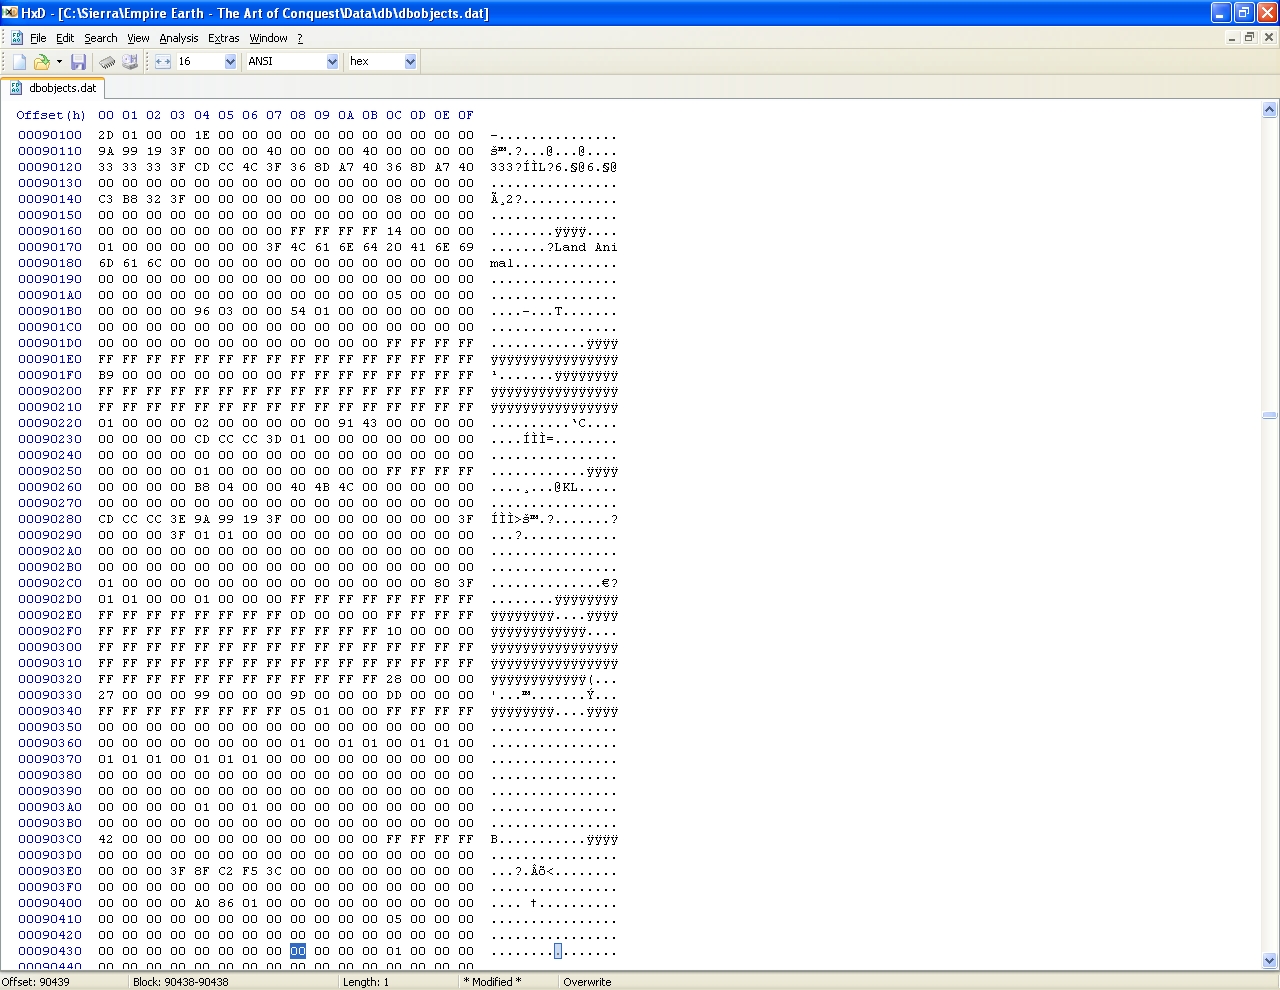 HxD - [C:\Sierra\Empire Earth - The Art of Conquest\Data\db\dbobjects.dat]
File Edit Search View Analysis Extras Window ?
16 ANSI hex
dbobjects.dat
Offset(h) 00 01 02 03 04 05 06 07 08 09 0A 0B 0C 0D 0E 0F
00090100 2D 01 00 00 1E 00 00 00 00 00 00 00 00 00 00 00 -...............
00090110 9A 99 19 3F 00 00 00 40 00 00 00 40 00 00 00 00 š™.?...@...@....
00090120 33 33 33 3F CD CC 4C 3F 36 8D A7 40 36 8D A7 40 333?ÍÌL?6.§@6.§@
00090130 00 00 00 00 00 00 00 00 00 00 00 00 00 00 00 00 ................
00090140 C3 B8 32 3F 00 00 00 00 00 00 00 00 08 00 00 00 Ã¸2?............
00090150 00 00 00 00 00 00 00 00 00 00 00 00 00 00 00 00 ................
00090160 00 00 00 00 00 00 00 00 FF FF FF FF 14 00 00 00 ........ÿÿÿÿ....
00090170 01 00 00 00 00 00 00 3F 4C 61 6E 64 20 41 6E 69 .......?Land Ani
00090180 6D 61 6C 00 00 00 00 00 00 00 00 00 00 00 00 00 mal.............
00090190 00 00 00 00 00 00 00 00 00 00 00 00 00 00 00 00 ................
000901A0 00 00 00 00 00 00 00 00 00 00 00 00 05 00 00 00 ................
000901B0 00 00 00 00 96 03 00 00 54 01 00 00 00 00 00 00 ....–...T.......
000901C0 00 00 00 00 00 00 00 00 00 00 00 00 00 00 00 00 ................
000901D0 00 00 00 00 00 00 00 00 00 00 00 00 FF FF FF FF ............ÿÿÿÿ
000901E0 FF FF FF FF FF FF FF FF FF FF FF FF FF FF FF FF ÿÿÿÿÿÿÿÿÿÿÿÿÿÿÿÿ
000901F0 B9 00 00 00 00 00 00 00 FF FF FF FF FF FF FF FF ¹.......ÿÿÿÿÿÿÿÿ
00090200 FF FF FF FF FF FF FF FF FF FF FF FF FF FF FF FF ÿÿÿÿÿÿÿÿÿÿÿÿÿÿÿÿ
00090210 FF FF FF FF FF FF FF FF FF FF FF FF FF FF FF FF ÿÿÿÿÿÿÿÿÿÿÿÿÿÿÿÿ
00090220 01 00 00 00 02 00 00 00 00 00 91 43 00 00 00 00 ..........‘C....
00090230 00 00 00 00 CD CC CC 3D 01 00 00 00 00 00 00 00 ....ÍÌÌ=........
00090240 00 00 00 00 00 00 00 00 00 00 00 00 00 00 00 00 ................
00090250 00 00 00 00 01 00 00 00 00 00 00 00 FF FF FF FF ............ÿÿÿÿ
00090260 00 00 00 00 B8 04 00 00 40 4B 4C 00 00 00 00 00 ....¸...@KL.....
00090270 00 00 00 00 00 00 00 00 00 00 00 00 00 00 00 00 ................
00090280 CD CC CC 3E 9A 99 19 3F 00 00 00 00 00 00 00 3F ÍÌÌ>š™.?.......?
00090290 00 00 00 3F 01 01 00 00 00 00 00 00 00 00 00 00 ...?............
000902A0 00 00 00 00 00 00 00 00 00 00 00 00 00 00 00 00 ................
000902B0 00 00 00 00 00 00 00 00 00 00 00 00 00 00 00 00 ................
000902C0 01 00 00 00 00 00 00 00 00 00 00 00 00 00 80 3F ..............€?
000902D0 01 01 00 00 01 00 00 00 FF FF FF FF FF FF FF FF ........ÿÿÿÿÿÿÿÿ
000902E0 FF FF FF FF FF FF FF FF 0D 00 00 00 FF FF FF FF ÿÿÿÿÿÿÿÿ....ÿÿÿÿ
000902F0 FF FF FF FF FF FF FF FF FF FF FF FF 10 00 00 00 ÿÿÿÿÿÿÿÿÿÿÿÿ....
00090300 FF FF FF FF FF FF FF FF FF FF FF FF FF FF FF FF ÿÿÿÿÿÿÿÿÿÿÿÿÿÿÿÿ
00090310 FF FF FF FF FF FF FF FF FF FF FF FF FF FF FF FF ÿÿÿÿÿÿÿÿÿÿÿÿÿÿÿÿ
00090320 FF FF FF FF FF FF FF FF FF FF FF FF 28 00 00 00 ÿÿÿÿÿÿÿÿÿÿÿÿ(...
00090330 27 00 00 00 99 00 00 00 9D 00 00 00 DD 00 00 00 '...™.......Ý...
00090340 FF FF FF FF FF FF FF FF 05 01 00 00 FF FF FF FF ÿÿÿÿÿÿÿÿ....ÿÿÿÿ
00090350 00 00 00 00 00 00 00 00 00 00 00 00 00 00 00 00 ................
00090360 00 00 00 00 00 00 00 00 01 00 01 01 00 01 01 00 ................
00090370 01 01 01 00 01 01 01 00 00 00 00 00 00 00 00 00 ................
00090380 00 00 00 00 00 00 00 00 00 00 00 00 00 00 00 00 ................
00090390 00 00 00 00 00 00 00 00 00 00 00 00 00 00 00 00 ................
000903A0 00 00 00 00 01 00 01 00 00 00 00 00 00 00 00 00 ................
000903B0 00 00 00 00 00 00 00 00 00 00 00 00 00 00 00 00 ................
000903C0 42 00 00 00 00 00 00 00 00 00 00 00 FF FF FF FF B...........ÿÿÿÿ
000903D0 00 00 00 00 00 00 00 00 00 00 00 00 00 00 00 00 ................
000903E0 00 00 00 3F 8F C2 F5 3C 00 00 00 00 00 00 00 00 ...?.Âõ<........
000903F0 00 00 00 00 00 00 00 00 00 00 00 00 00 00 00 00 ................
00090400 00 00 00 00 A0 86 01 00 00 00 00 00 00 00 00 00 .... †..........
00090410 00 00 00 00 00 00 00 00 00 00 00 00 05 00 00 00 ................
00090420 00 00 00 00 00 00 00 00 00 00 00 00 00 00 00 00 ................
00090430 00 00 00 00 00 00 00 00 00 00 00 00 01 00 00 00 ................
00090440 00 00 00 00 00 00 00 00 00 00 00 00 00 00 00 00 ................
Offset: 90439 Block: 90438-90438 Length: 1 * Modified * Overwrite